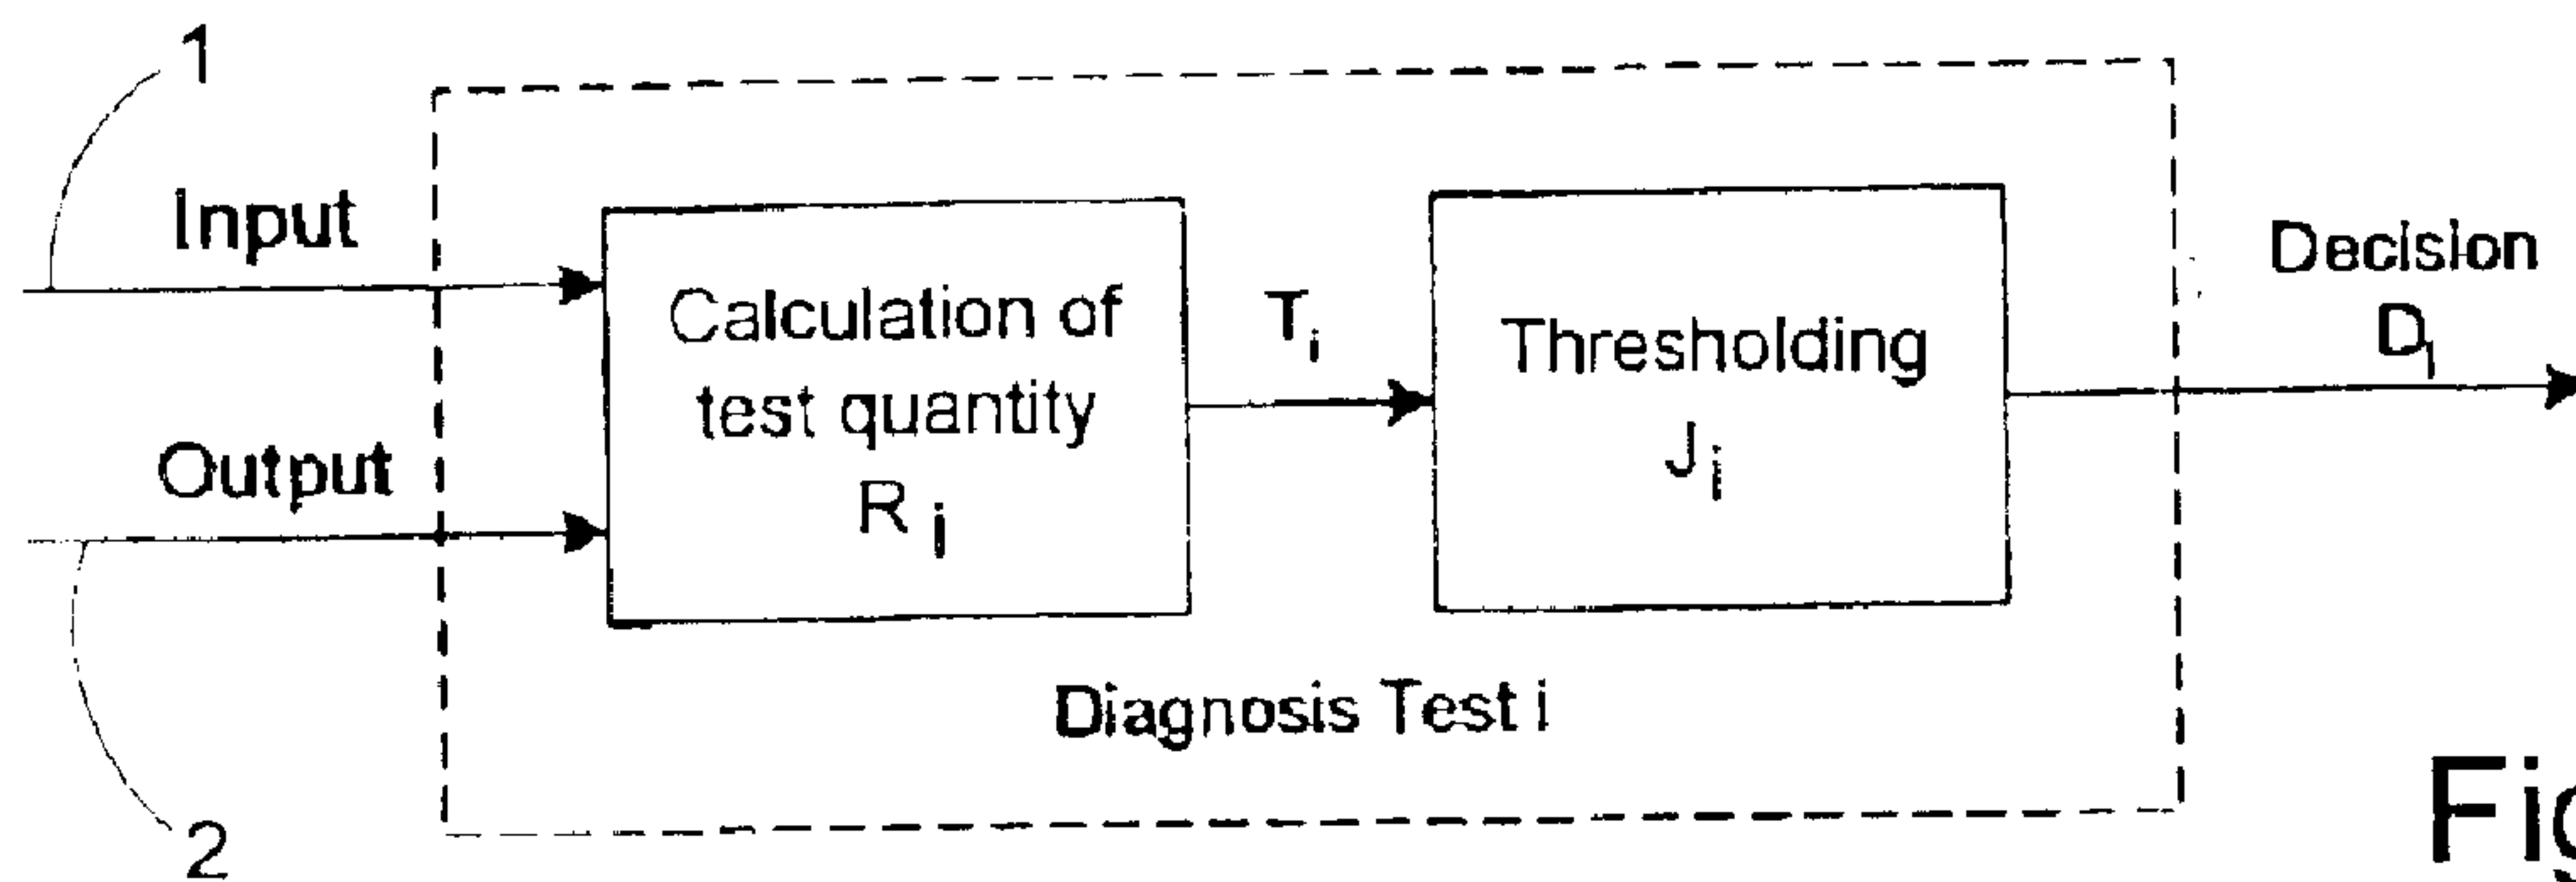 1
Input
Output
2
Calculation of
test quantity
R i
T i
Thresholding
J i
Diagnosis Test i
Decision
D i